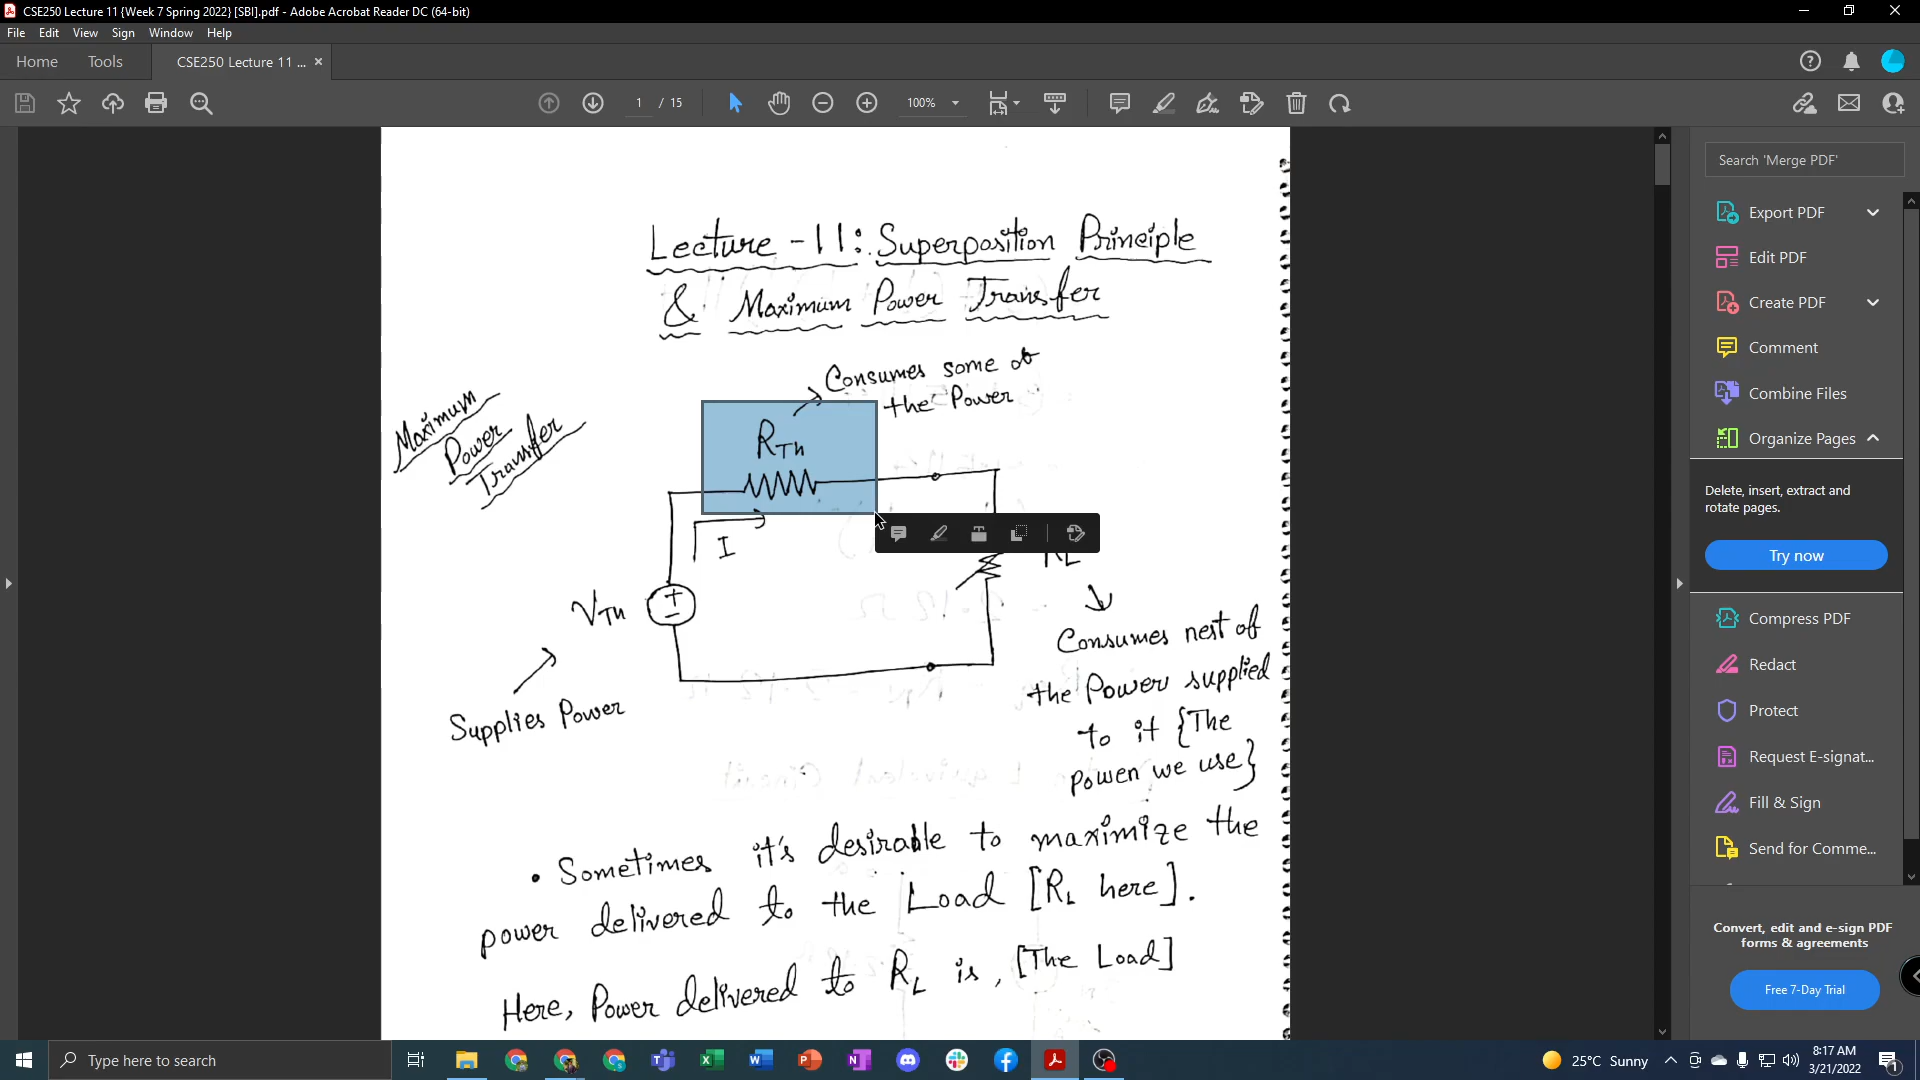 CSE250 Lecture 11 {Week 7 Spring 2022} [SBI].pdf - Adobe Acrobat Reader DC (64-bit)
File Edit View Sign Window Help
Home Tools CSE250 Lecture 11 ... ×
1 / 15 100%
Search 'Merge PDF'
Export PDF
Edit PDF
Create PDF
Comment
Combine Files
Organize Pages
Delete, insert, extract and
rotate pages.
Try now
Compress PDF
Redact
Protect
Request E-signat...
Fill & Sign
Send for Comme...
Convert, edit and e-sign PDF
forms & agreements
Free 7-Day Trial
Lecture - 11: Superposition Principle
& Maximum Power Transfer
Maximum
Power
Transfer
Consumes some of
the Power
RTh
I
VTh
+
-
RL
Supplies Power
Consumes rest of
the Power supplied
to it {The
power we use}
• Sometimes it's desirable to maximize the
power delivered to the Load [RL here].
Here, Power delivered to RL is, [The Load]
Type here to search
25°C Sunny
8:17 AM
3/21/2022
1